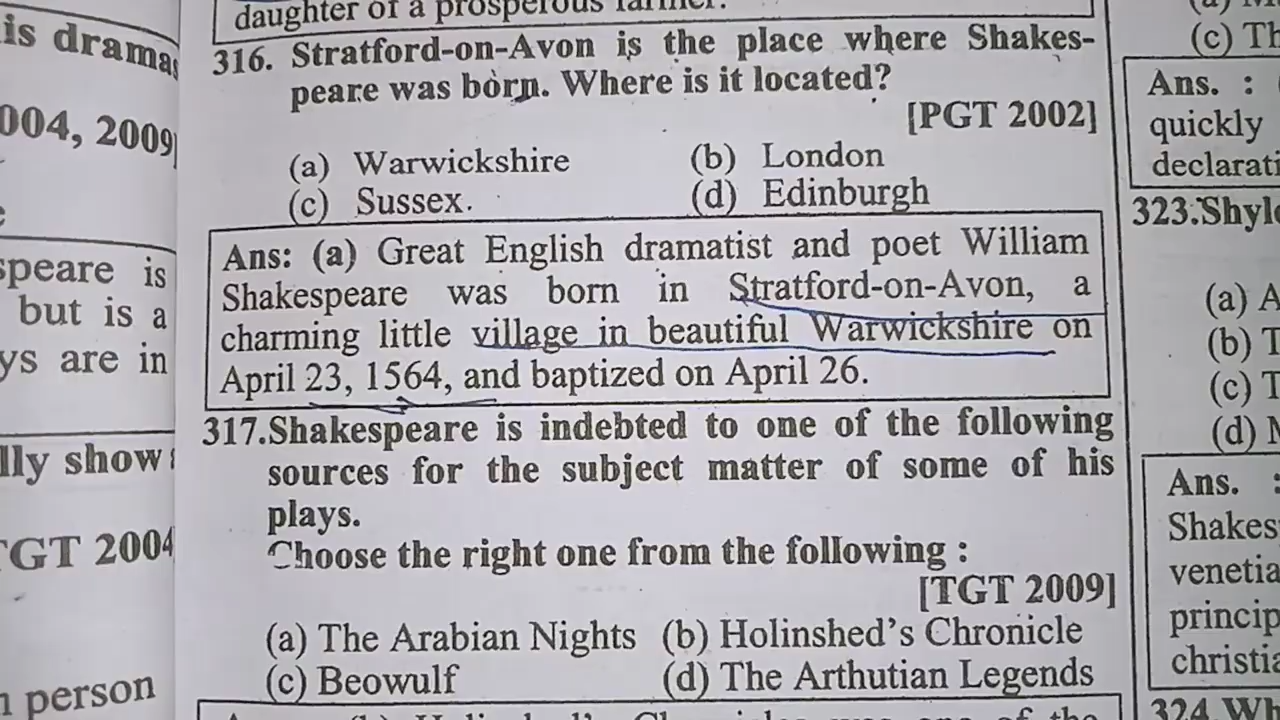 is dramas
004, 2009]
speare is
but is a
ys are in
lly show
TGT 2004
person
daughter of a prosperous farmer.
316. Stratford-on-Avon is the place where Shakes-
peare was born. Where is it located?
[PGT 2002]
(a) Warwickshire (b) London
(c) Sussex. (d) Edinburgh
Ans: (a) Great English dramatist and poet William
Shakespeare was born in Stratford-on-Avon, a
charming little village in beautiful Warwickshire on
April 23, 1564, and baptized on April 26.
317.Shakespeare is indebted to one of the following
sources for the subject matter of some of his
plays.
Choose the right one from the following :
[TGT 2009]
(a) The Arabian Nights (b) Holinshed's Chronicle
(c) Beowulf (d) The Arthutian Legends
(c) Th
Ans. :
quickly
declarati
323.Shylo
(a) A
(b) T
(c) T
(d) M
Ans. :
Shakes
venetia
princip
christia
324.Wh